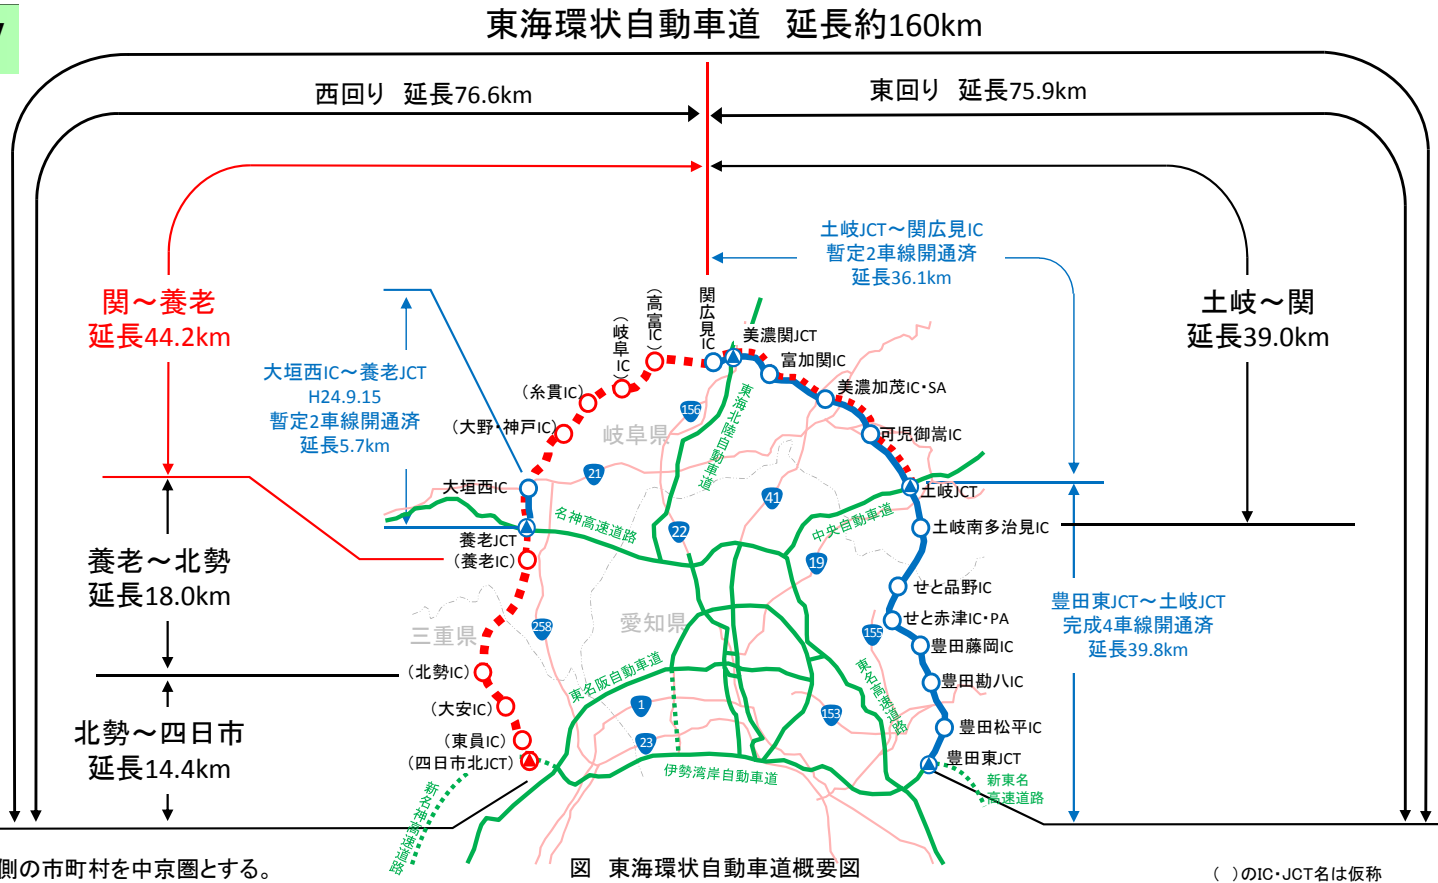 東海環状自動車道　延長約160km
西回り　延長76.6km
東回り　延長75.9km
土岐JCT～関広見IC
暫定2車線開通済
延長36.1km
関～養老
延長44.2km
土岐～関
延長39.0km
大垣西IC～養老JCT
H24.9.15
暫定2車線開通済
延長5.7km
養老～北勢
延長18.0km
北勢～四日市
延長14.4km
豊田東JCT～土岐JCT
完成4車線開通済
延長39.8km
（高富IC）
関広見IC
（岐阜IC）
美濃関JCT
富加関IC
（糸貫IC）
美濃加茂IC・SA
（大野・神戸IC）
可児御嵩IC
大垣西IC
土岐JCT
養老JCT
（養老IC）
土岐南多治見IC
せと品野IC
せと赤津IC・PA
豊田藤岡IC
（北勢IC）
豊田勘八IC
（大安IC）
豊田松平IC
（東員IC）
（四日市北JCT）
豊田東JCT
岐阜県
愛知県
三重県
東海北陸自動車道
名神高速道路
中央自動車道
東名阪自動車道
東名高速道路
伊勢湾岸自動車道
新東名
高速道路
新名神高速道路
156
21
41
22
19
258
155
1
153
23
側の市町村を中京圏とする。
図　東海環状自動車道概要図
（　）のIC・JCT名は仮称